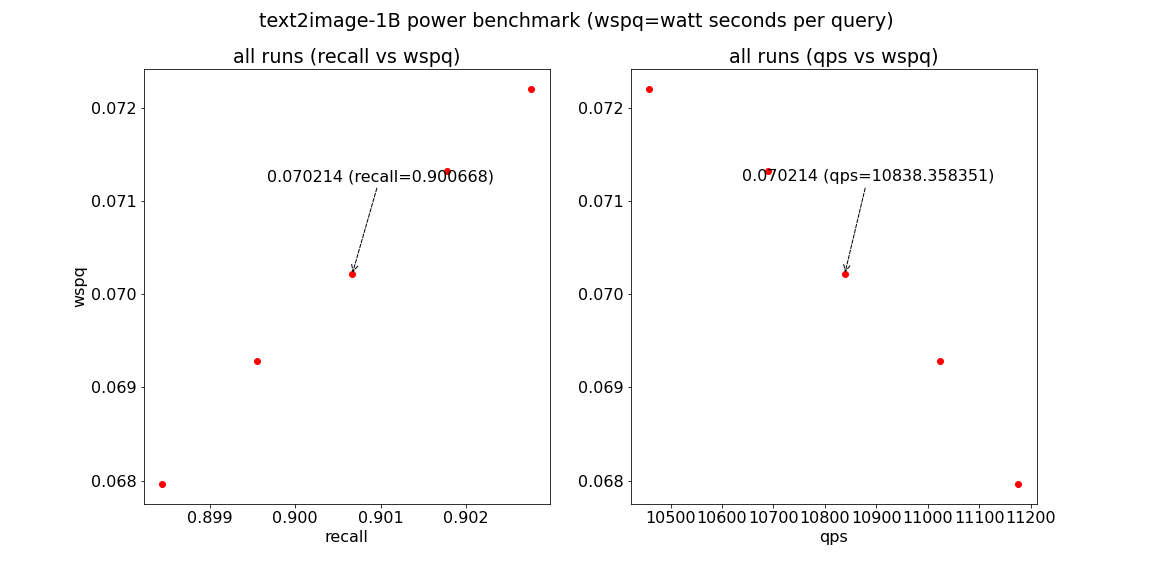 text2image-1B power benchmark (wspq=watt seconds per query)
all runs (recall vs wspq)
0.072
0.071
0.070
0.069
0.068
wspq
0.070214 (recall=0.900668)
0.899 0.900 0.901 0.902
recall
all runs (qps vs wspq)
0.072
0.071
0.070
0.069
0.068
0.070214 (qps=10838.358351)
10500 10600 10700 10800 10900 11000 11100 11200
qps